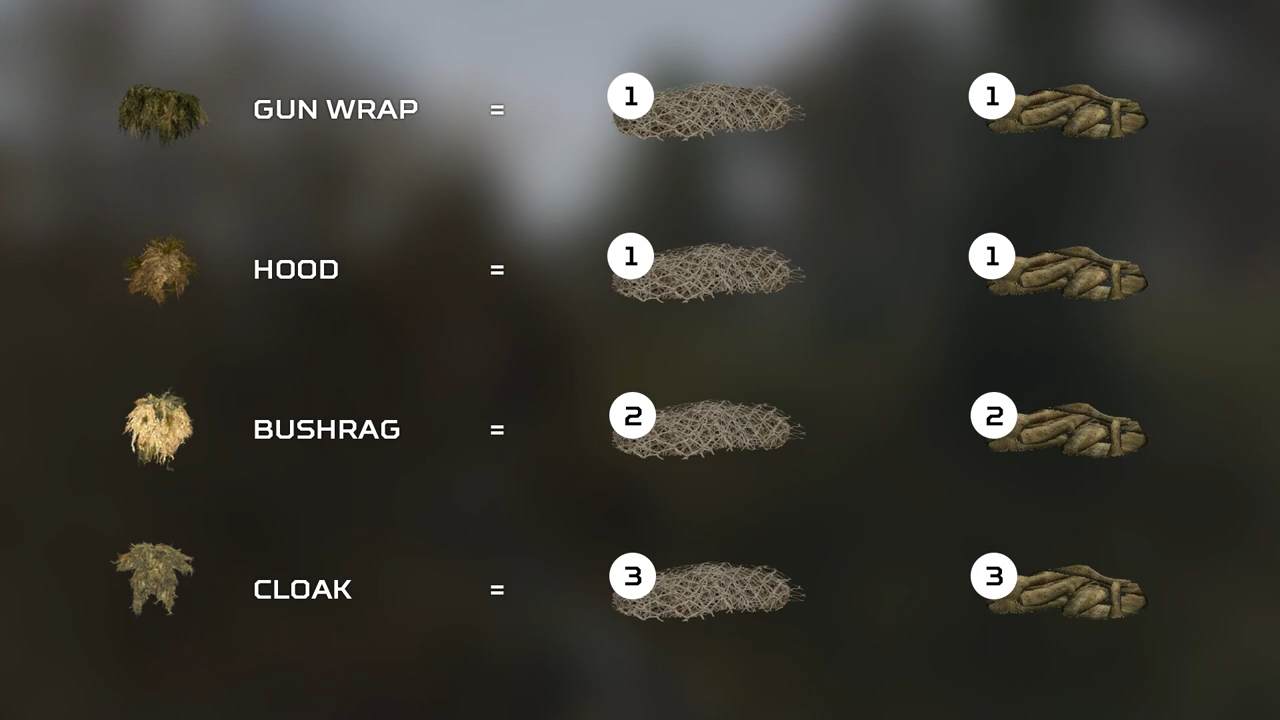 GUN WRAP = 1 1
HOOD = 1 1
BUSHRAG = 2 2
CLOAK = 3 3